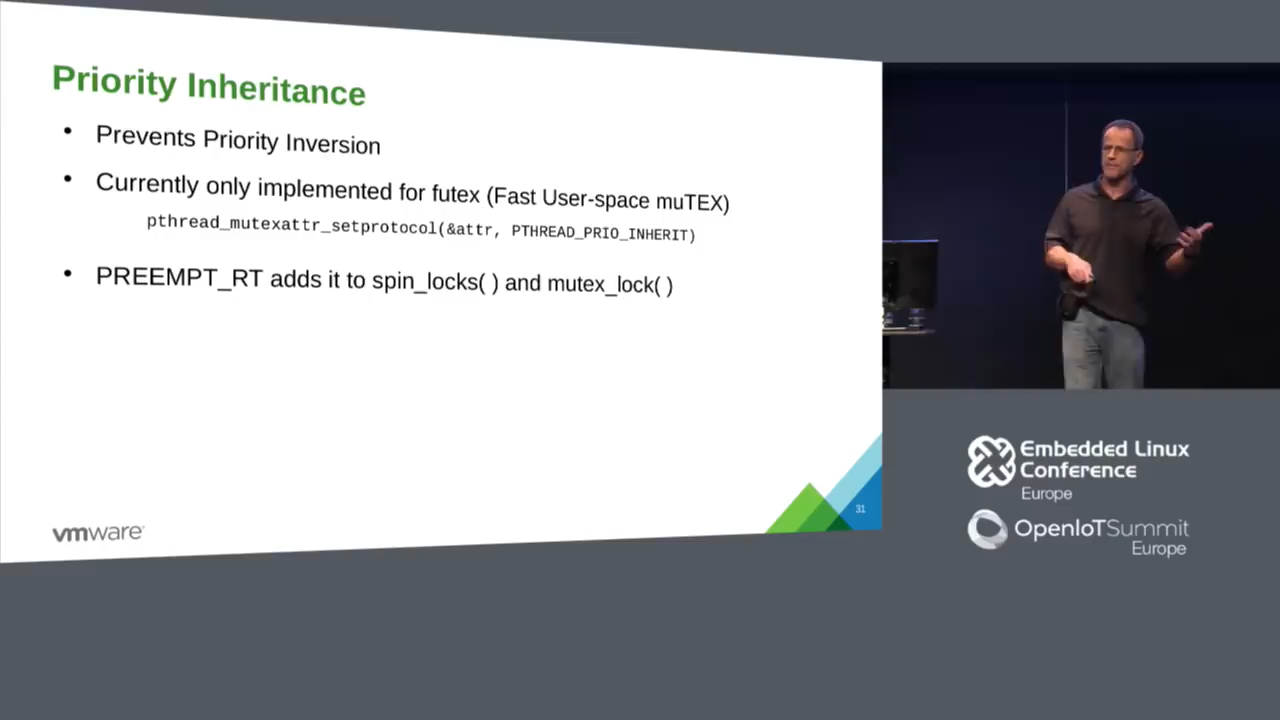 Priority Inheritance
• Prevents Priority Inversion
• Currently only implemented for futex (Fast User-space muTEX)
pthread_mutexattr_setprotocol(&attr, PTHREAD_PRIO_INHERIT)
• PREEMPT_RT adds it to spin_locks( ) and mutex_lock( )
vmware
31
Embedded Linux
Conference
Europe
OpenIoTSummit
Europe